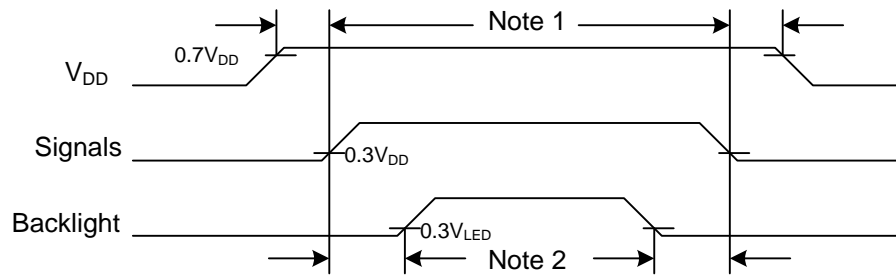 Note 1
0.7VDD
VDD
Signals
0.3VDD
Backlight
0.3VLED
Note 2